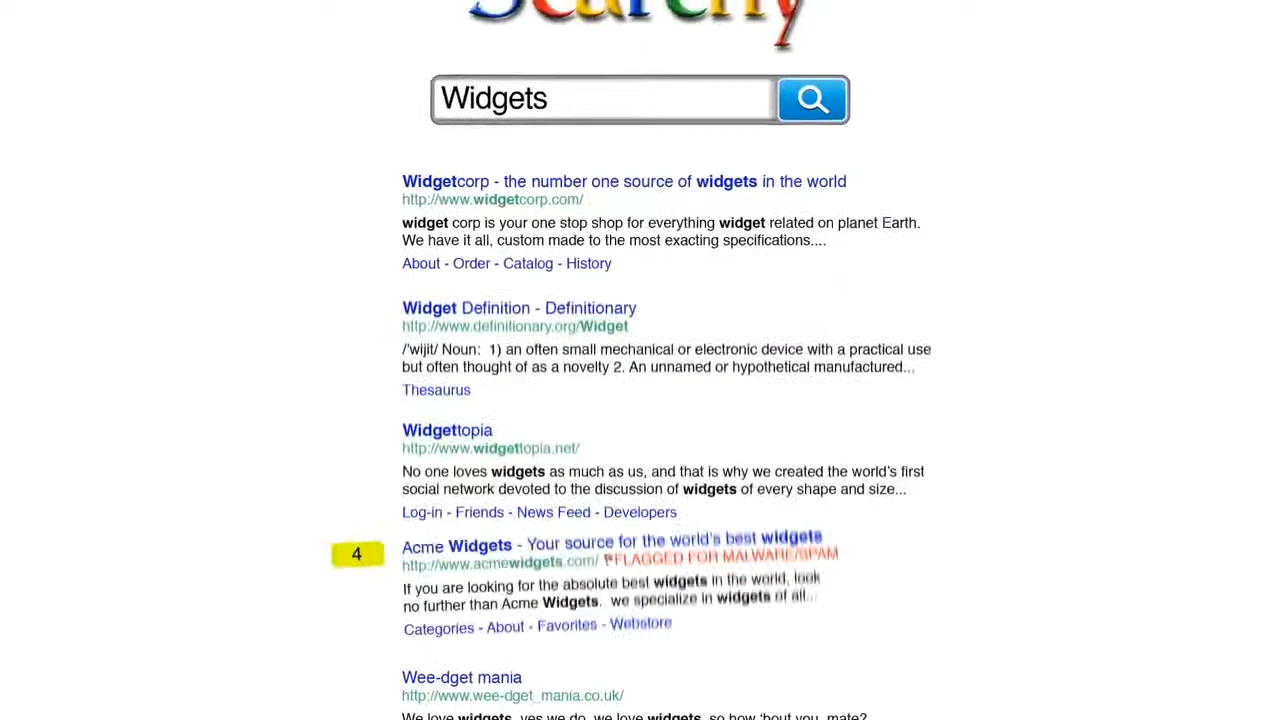 Searchy
Widgets
Widgetcorp - the number one source of widgets in the world
http://www.widgetcorp.com/
widget corp is your one stop shop for everything widget related on planet Earth.
We have it all, custom made to the most exacting specifications....
About - Order - Catalog - History
Widget Definition - Definitionary
http://www.definitionary.org/Widget
/'wijit/ Noun: 1) an often small mechanical or electronic device with a practical use
but often thought of as a novelty 2. An unnamed or hypothetical manufactured...
Thesaurus
Widgettopia
http://www.widgettopia.net/
No one loves widgets as much as us, and that is why we created the world's first
social network devoted to the discussion of widgets of every shape and size...
Log-in - Friends - News Feed - Developers
4
Acme Widgets - Your source for the world's best widgets
http://www.acmewidgets.com/ FLAGGED FOR MALWARE/SPAM
If you are looking for the absolute best widgets in the world, look
no further than Acme Widgets. we specialize in widgets of all...
Categories - About - Favorites - Webstore
Wee-dget mania
http://www.wee-dget_mania.co.uk/
We love widgets, yes we do, we love widgets, so how 'bout you, mate?